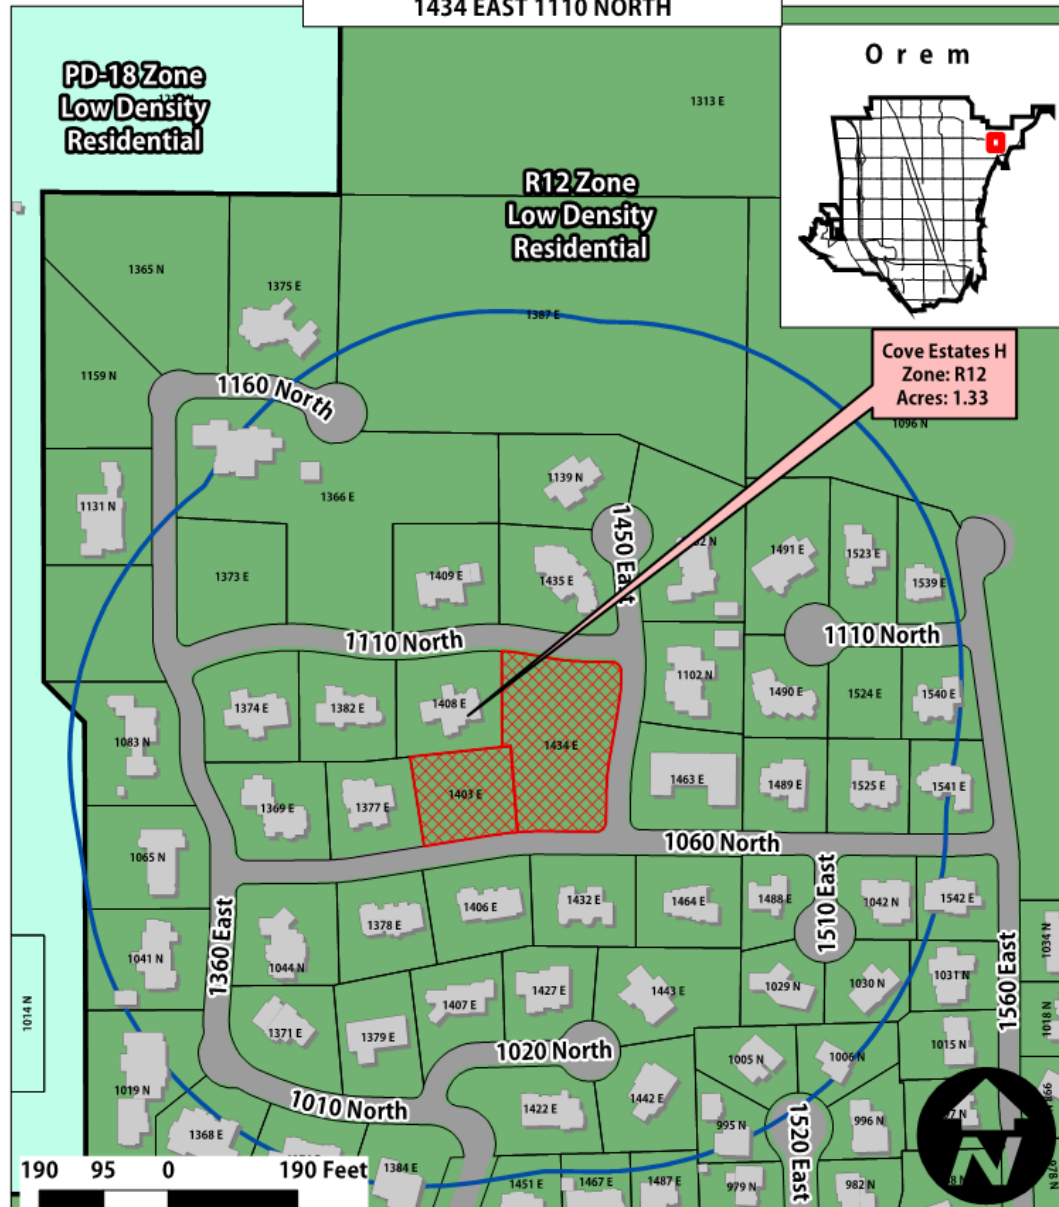 1434 EAST 1110 NORTH
PD-18 Zone
Low Density
Residential
Orem
1313 E
R12 Zone
Low Density
Residential
1365 N
1375 E
1387 E
Cove Estates H
Zone: R12
Acres: 1.33
1159 N
1160 North
1096 N
1139 N
1366 E
1131 N
1450 East
1491 E
1523 E
1373 E
1409 E
1435 E
1539 E
1110 North
1110 North
1102 N
1374 E
1382 E
1408 E
1490 E
1524 E
1540 E
1083 N
1434 E
1463 E
1489 E
1525 E
1541 E
1369 E
1377 E
1403 E
1060 North
1065 N
1378 E
1406 E
1432 E
1464 E
1488 E
1510 East
1042 N
1542 E
1360 East
1041 N
1044 N
1034 N
1029 N
1030 N
1031 N
1014 N
1407 E
1427 E
1443 E
1560 East
1018 N
1371 E
1379 E
1020 North
1005 N
1006 N
1015 N
1019 N
1010 North
1422 E
1442 E
995 N
1520 East
996 N
1368 E
1384 E
1451 E
1467 E
1487 E
979 N
982 N
978 N
N
190 95 0 190 Feet